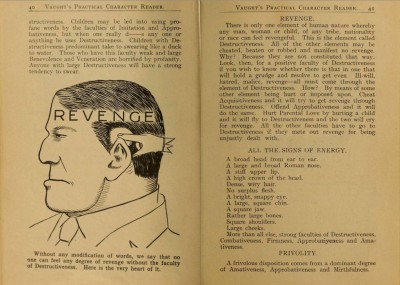 40 VAUGHT'S PRACTICAL CHARACTER READER.
tructiveness. Children may be led into using pro-
fane words by the faculties of Imitation and Appro-
bativeness, but when one really d——s any one or
anything he uses Destructiveness. Children with De-
structiveness predominant take to swearing like a duck
to water. Those who have this faculty weak and large
Benevolence and Veneration are horrified by profanity.
Anyone with large Destructiveness will have a strong
tendency to swear.
REVENGE
Without any modification of words, we say that no
one can feel any degree of revenge without the faculty
of Destructiveness. Here is the very heart of it.
VAUGHT'S PRACTICAL CHARACTER READER. 41
REVENGE.
There is only one element of human nature whereby
any man, woman or child, of any tribe, nationality
or race can feel revengeful. This is the element called
Destructiveness. All of the other elements may be
cheated, beaten or robbed and manifest no revenge.
Why? Because they are not constituted that way.
Look, then, for a positive faculty of Destructiveness
if you wish to know whether there is that in one that
will hold a grudge and resolve to get even. Ill-will,
hatred, malice, revenge—all must come through the
element of Destructiveness. How? By means of some
other element being hurt or imposed upon. Cheat
Acquisitiveness and it will try to get revenge through
Destructiveness. Offend Approbativeness and it will
do the same. Hurt Parental Love by hurting a child
and it will fly to Destructiveness and the two will cry
for revenge. All the other faculties have to go to
Destructiveness if they have out revenge for being
unjustly dealt with.
ALL THE SIGNS OF ENERGY.
A broad head from ear to ear.
A large and broad Roman nose.
A stiff upper lip.
A high crown of the head.
Dense, wiry hair.
No surplus flesh.
A bright, snappy eye.
A large, square chin.
A square jaw.
Rather large bones.
Square shoulders.
Large cheeks.
More than all else, strong faculties of Destructiveness,
Combativeness, Firmness, Approbativeness and Ama-
tiveness.
FRIVOLITY.
A frivolous disposition comes from a dominant degree
of Amativeness, Approbativeness and Mirthfulness.